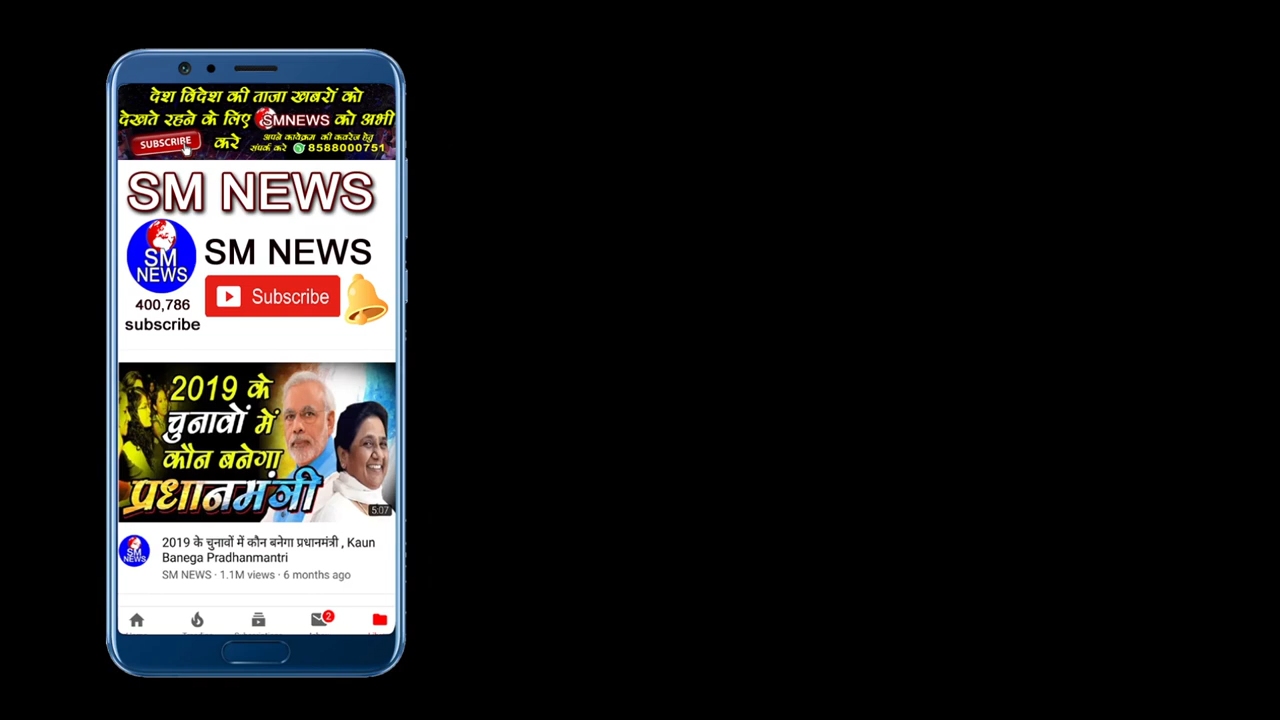 देश विदेश की ताजा खबरों को
देखते रहने के लिए SMNEWS को अभी
SUBSCRIBE करे
अपने कार्यक्रम की कवरेज हेतु
संपर्क करे 8588000751
SM NEWS
SM NEWS
SM
NEWS
Subscribe
400,786
subscribe
2019 के
चुनावों में
कौन बनेगा
प्रधानमंत्री
5:07
2019 के चुनावों में कौन बनेगा प्रधानमंत्री , Kaun
Banega Pradhanmantri
SM
NEWS
SM NEWS · 1.1M views · 6 months ago
2